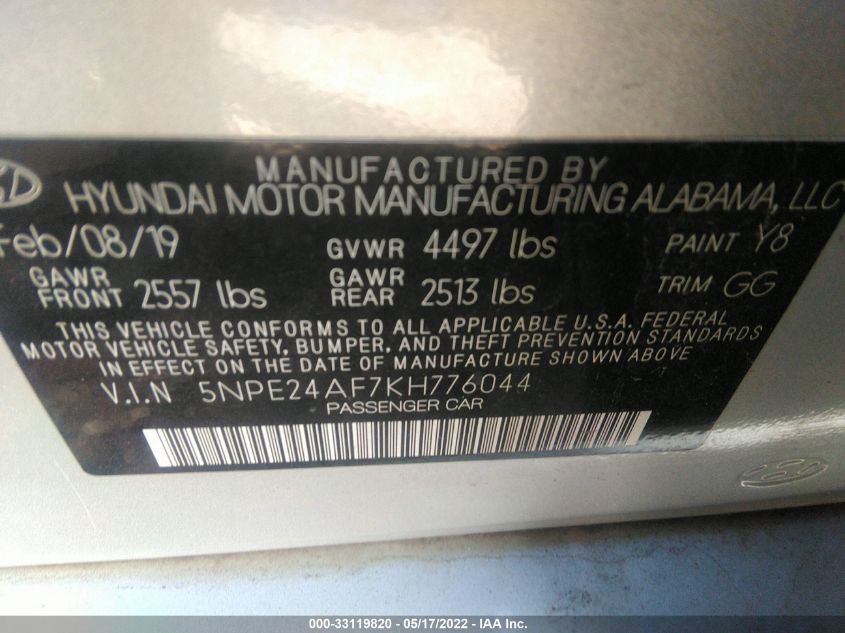 MANUFACTURED BY
HYUNDAI MOTOR MANUFACTURING ALABAMA, LLC
Feb/08/19 GVWR 4497 lbs PAINT Y8
GAWR FRONT 2557 lbs GAWR REAR 2513 lbs TRIM GG
THIS VEHICLE CONFORMS TO ALL APPLICABLE U.S.A. FEDERAL
MOTOR VEHICLE SAFETY, BUMPER, AND THEFT PREVENTION STANDARDS
IN EFFECT ON THE DATE OF MANUFACTURE SHOWN ABOVE
V.I.N 5NPE24AF7KH776044
PASSENGER CAR
000-33119820 - 05/17/2022 - IAA Inc.